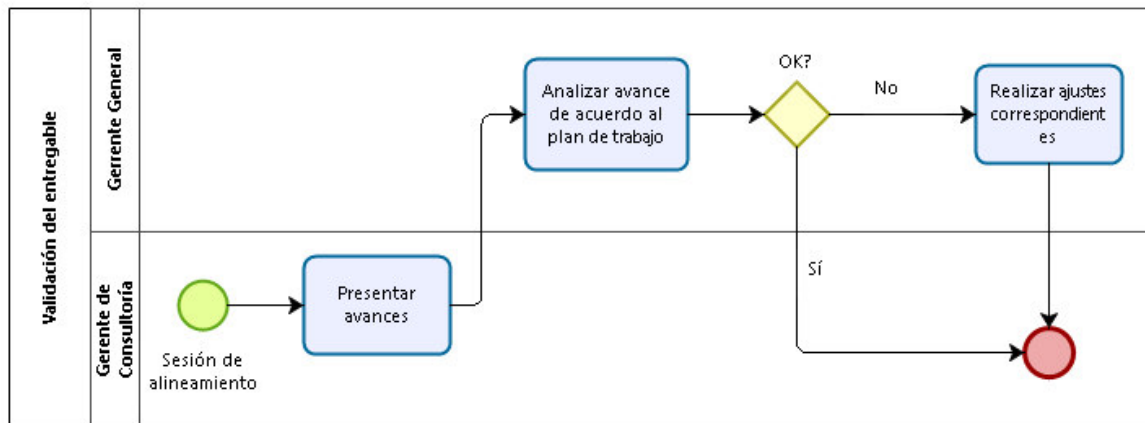 Validación del entregable
Gerrente General
Analizar avance
de acuerdo al
plan de trabajo
OK?
No
Realizar ajustes
correspondient
es
Gerente de
Consultoría
Sesión de
alineamiento
Presentar
avances
Sí